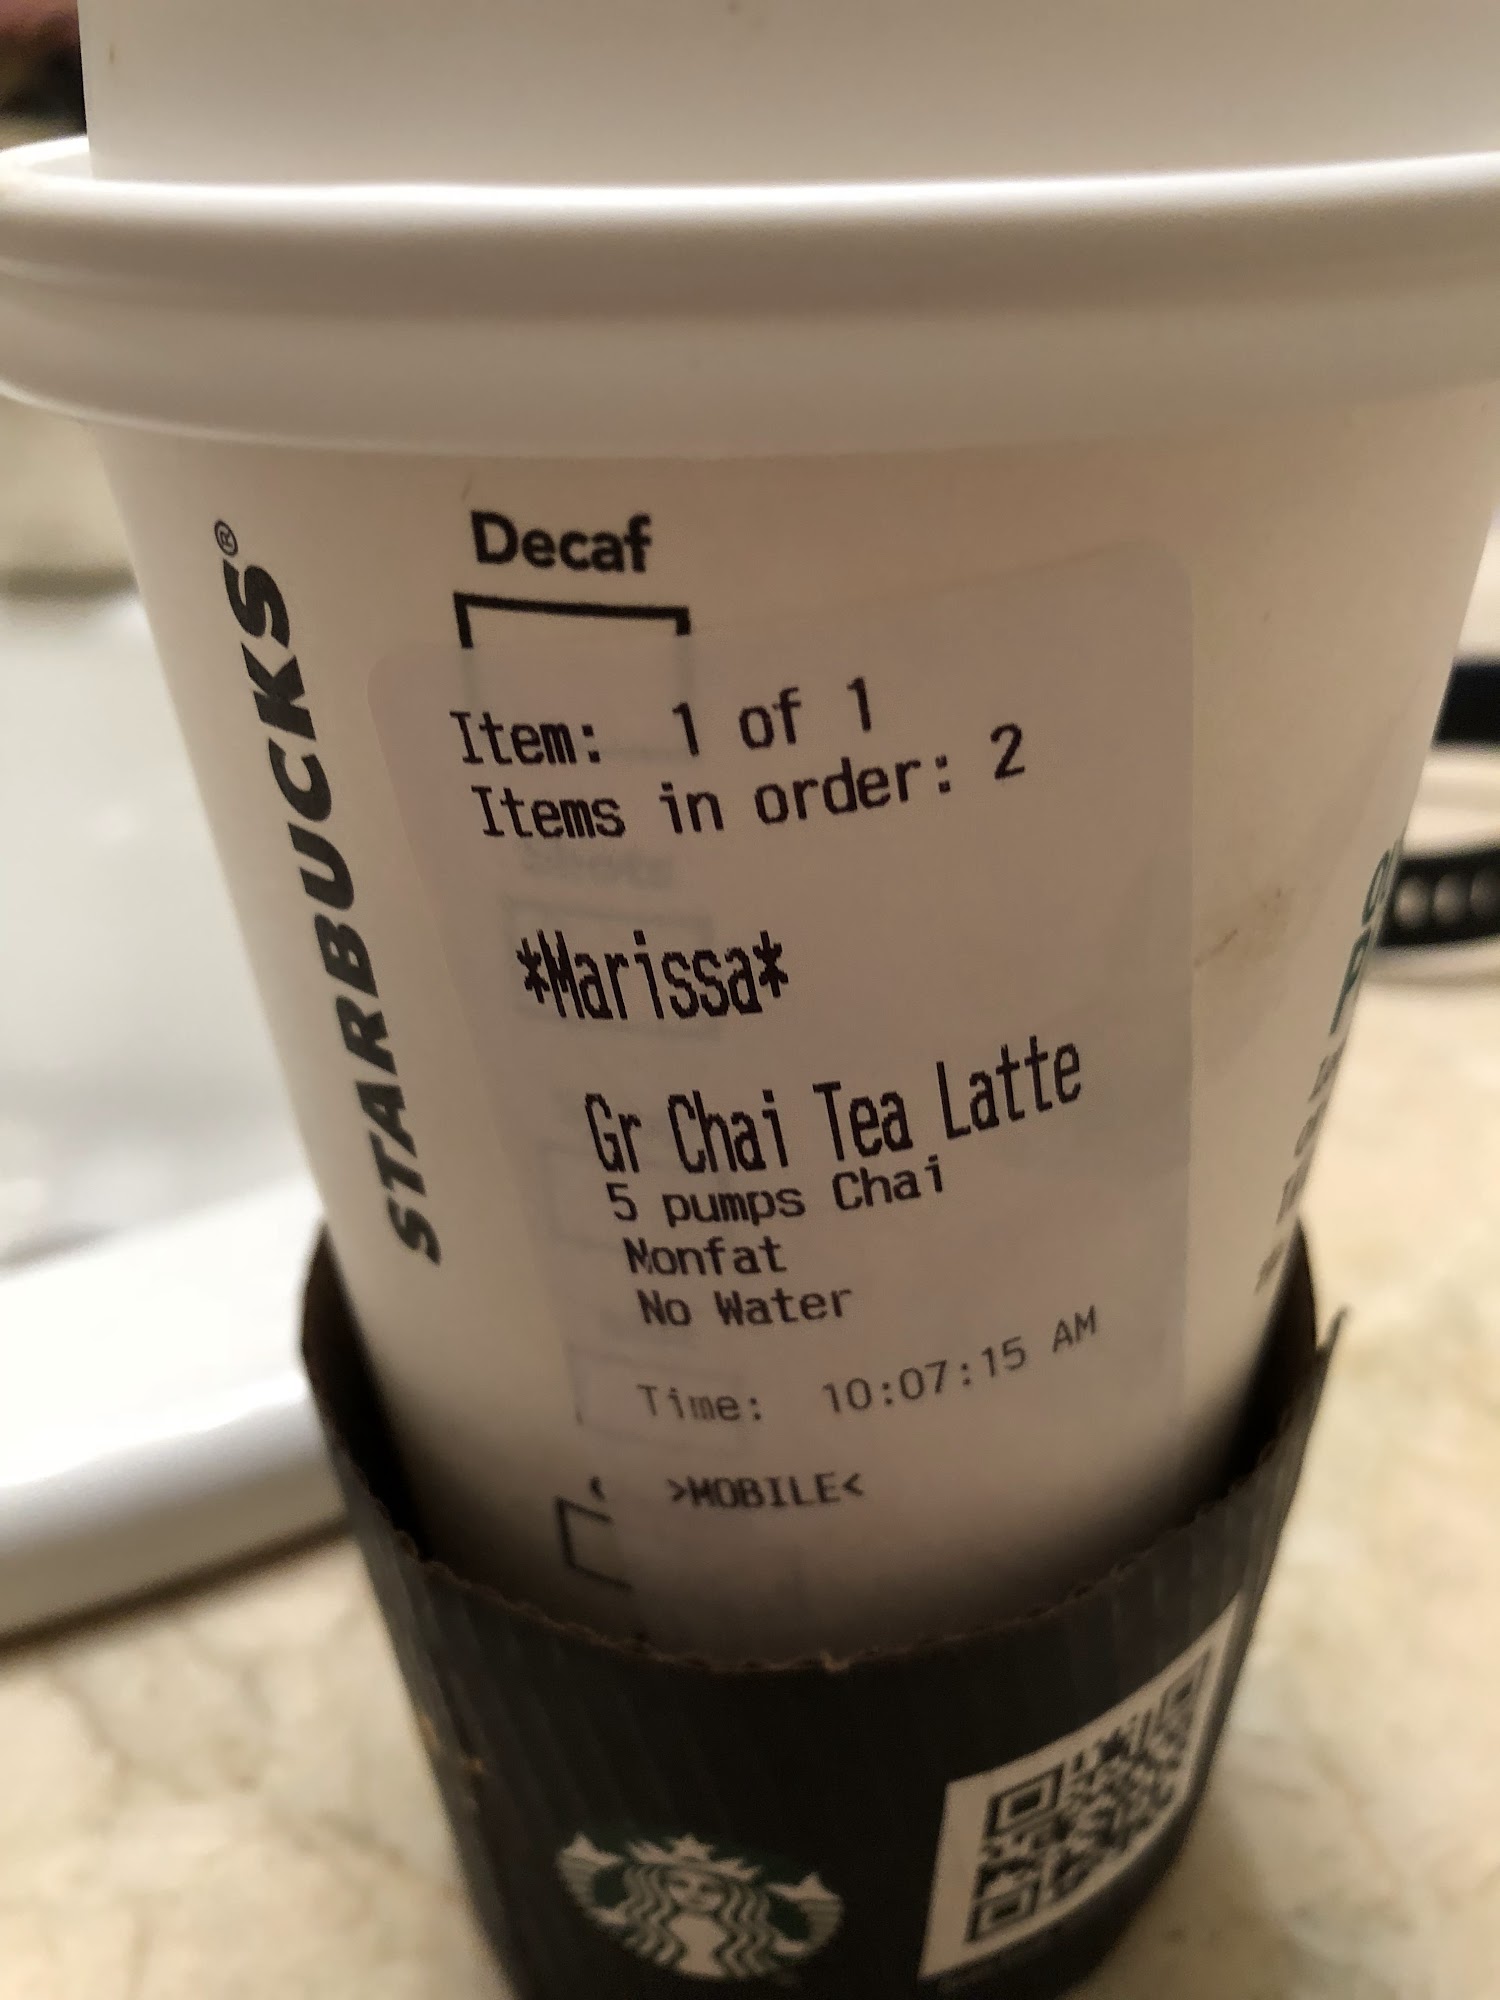 STARBUCKS®
Decaf
Item: 1 of 1
Items in order: 2
Shots
*Marissa*
Gr Chai Tea Latte
5 pumps Chai
Nonfat
No Water
Time: 10:07:15 AM
>MOBILE<